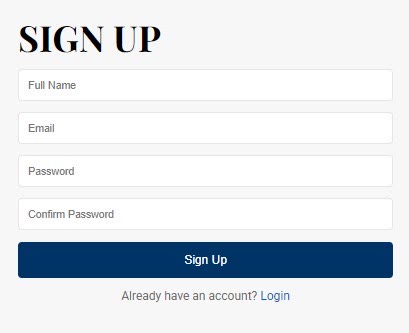 SIGN UP
Full Name
Email
Password
Confirm Password
Sign Up
Already have an account? Login